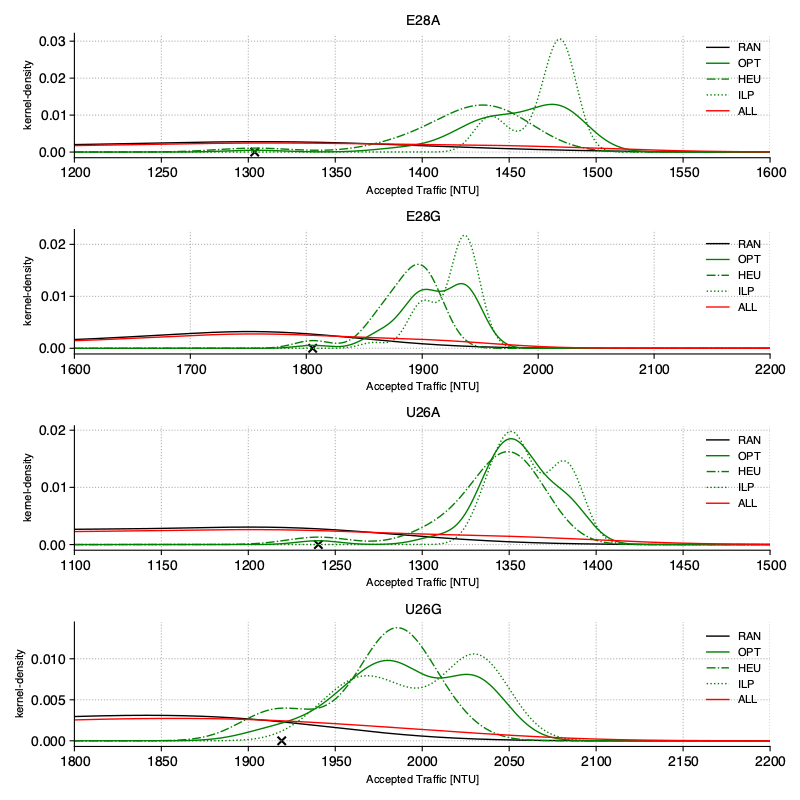 E28A
kernel-density
0.03
0.02
0.01
0.00
RAN
OPT
HEU
ILP
ALL
1200 1250 1300 1350 1400 1450 1500 1550 1600
Accepted Traffic [NTU]
E28G
kernel-density
0.02
0.01
0.00
RAN
OPT
HEU
ILP
ALL
1600 1700 1800 1900 2000 2100 2200
Accepted Traffic [NTU]
U26A
kernel-density
0.02
0.01
0.00
RAN
OPT
HEU
ILP
ALL
1100 1150 1200 1250 1300 1350 1400 1450 1500
Accepted Traffic [NTU]
U26G
kernel-density
0.010
0.005
0.000
RAN
OPT
HEU
ILP
ALL
1800 1850 1900 1950 2000 2050 2100 2150 2200
Accepted Traffic [NTU]